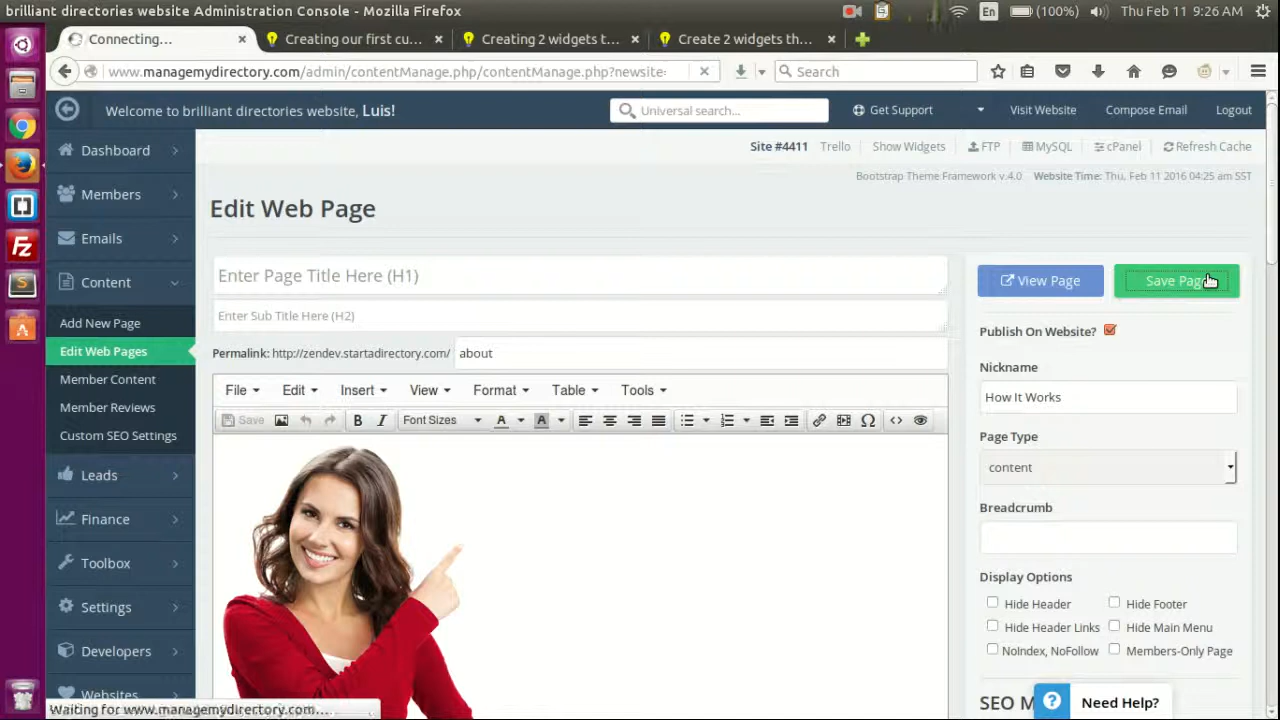 brilliant directories website Administration Console - Mozilla Firefox
En (100%) Thu Feb 11 9:26 AM
Connecting... × Creating our first cu... × Creating 2 widgets t... × Create 2 widgets th... ×
www.managemydirectory.com/admin/contentManage.php/contentManage.php?newsite= Search
Welcome to brilliant directories website, Luis! Universal search... Get Support Visit Website Compose Email Logout
Site #4411 Trello Show Widgets FTP MySQL cPanel Refresh Cache
Bootstrap Theme Framework v.4.0 Website Time: Thu, Feb 11 2016 04:25 am SST
Dashboard
Members
Emails
Content
Add New Page
Edit Web Pages
Member Content
Member Reviews
Custom SEO Settings
Leads
Finance
Toolbox
Settings
Developers
Websites
Edit Web Page
Enter Page Title Here (H1)
Enter Sub Title Here (H2)
Permalink: http://zendev.startadirectory.com/ about
File Edit Insert View Format Table Tools
Save B I Font Sizes A A
View Page Save Page
Publish On Website?
Nickname
How It Works
Page Type
content
Breadcrumb
Display Options
Hide Header Hide Footer
Hide Header Links Hide Main Menu
NoIndex, NoFollow Members-Only Page
SEO M
? Need Help?
Waiting for www.managemydirectory.com...